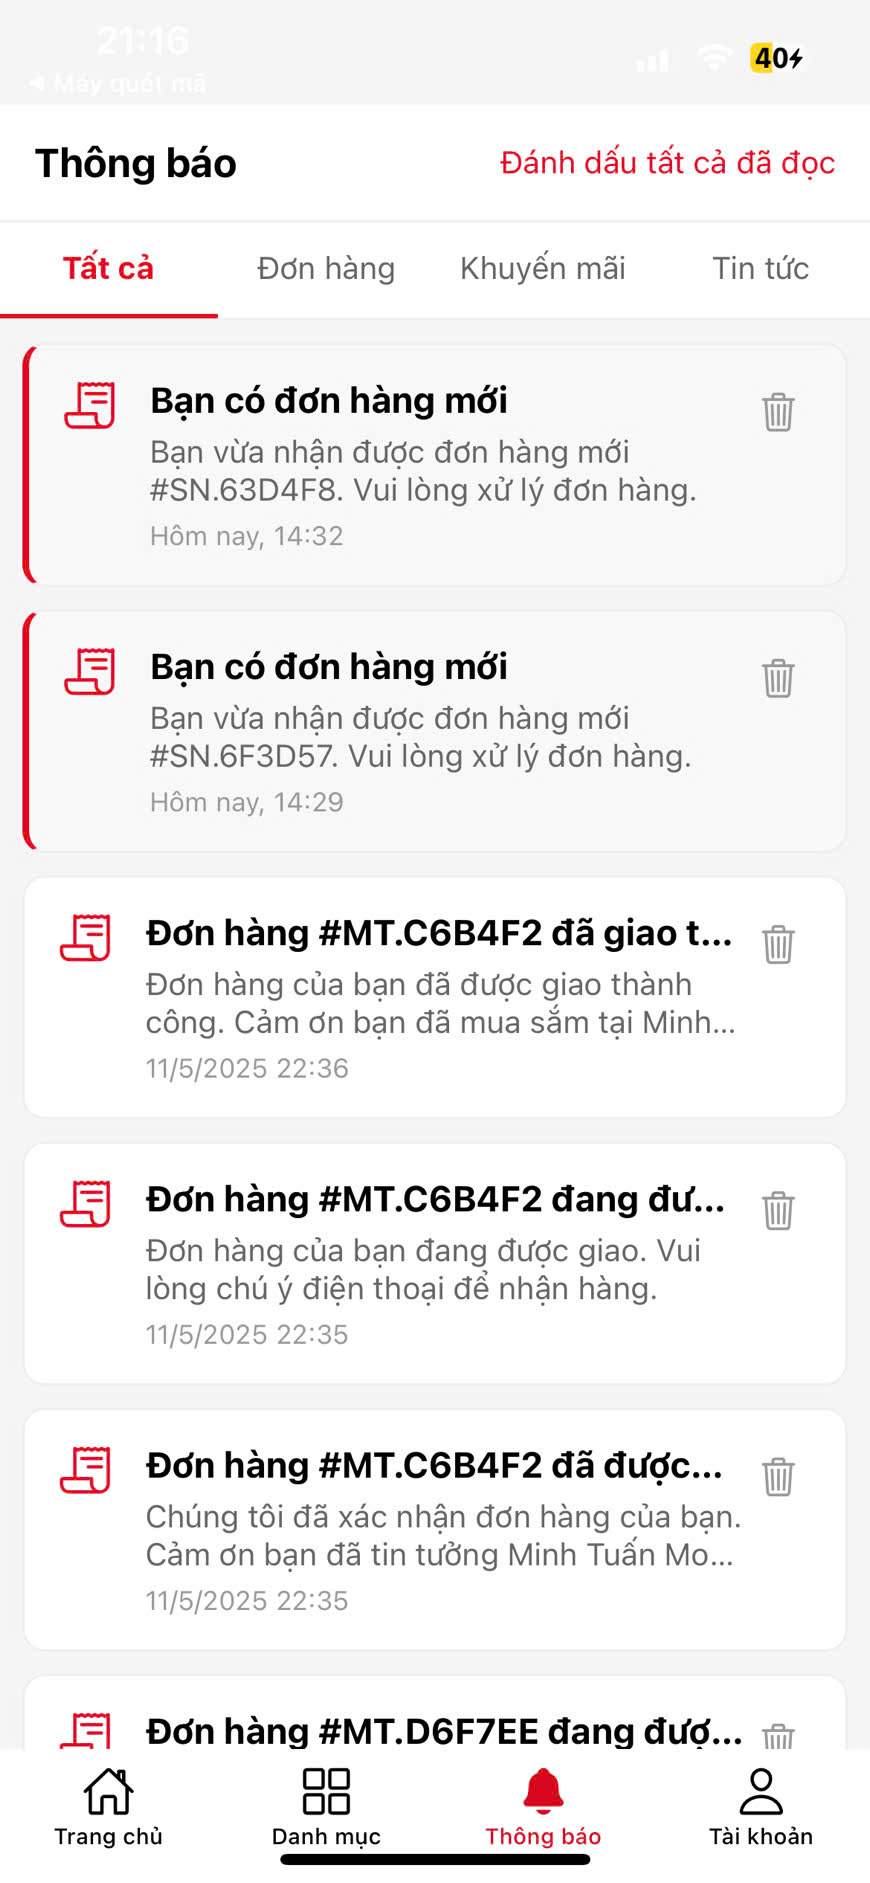 21:16
40
◀ Máy quét mã
Thông báo
Đánh dấu tất cả đã đọc
Tất cả
Đơn hàng
Khuyến mãi
Tin tức
Bạn có đơn hàng mới
Bạn vừa nhận được đơn hàng mới
#SN.63D4F8. Vui lòng xử lý đơn hàng.
Hôm nay, 14:32
Bạn có đơn hàng mới
Bạn vừa nhận được đơn hàng mới
#SN.6F3D57. Vui lòng xử lý đơn hàng.
Hôm nay, 14:29
Đơn hàng #MT.C6B4F2 đã giao t...
Đơn hàng của bạn đã được giao thành
công. Cảm ơn bạn đã mua sắm tại Minh...
11/5/2025 22:36
Đơn hàng #MT.C6B4F2 đang đư...
Đơn hàng của bạn đang được giao. Vui
lòng chú ý điện thoại để nhận hàng.
11/5/2025 22:35
Đơn hàng #MT.C6B4F2 đã được...
Chúng tôi đã xác nhận đơn hàng của bạn.
Cảm ơn bạn đã tin tưởng Minh Tuấn Mo...
11/5/2025 22:35
Đơn hàng #MT.D6F7EE đang đượ...
Trang chủ
Danh mục
Thông báo
Tài khoản